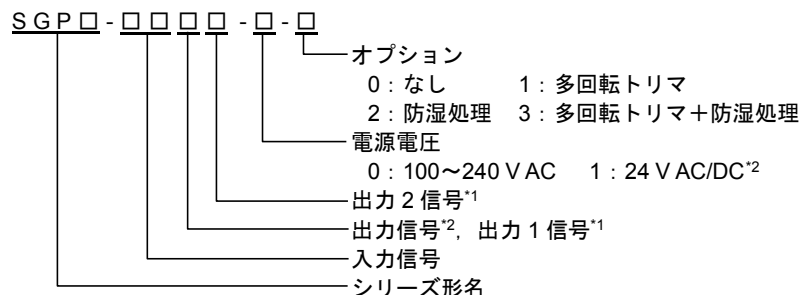 SGP□-□□□□-□-□
オプション
0：なし 1：多回転トリマ
2：防湿処理 3：多回転トリマ＋防湿処理
電源電圧
0：100～240 V AC 1：24 V AC/DC*2
出力 2 信号*1
出力信号*2，出力 1 信号*1
入力信号
シリーズ形名